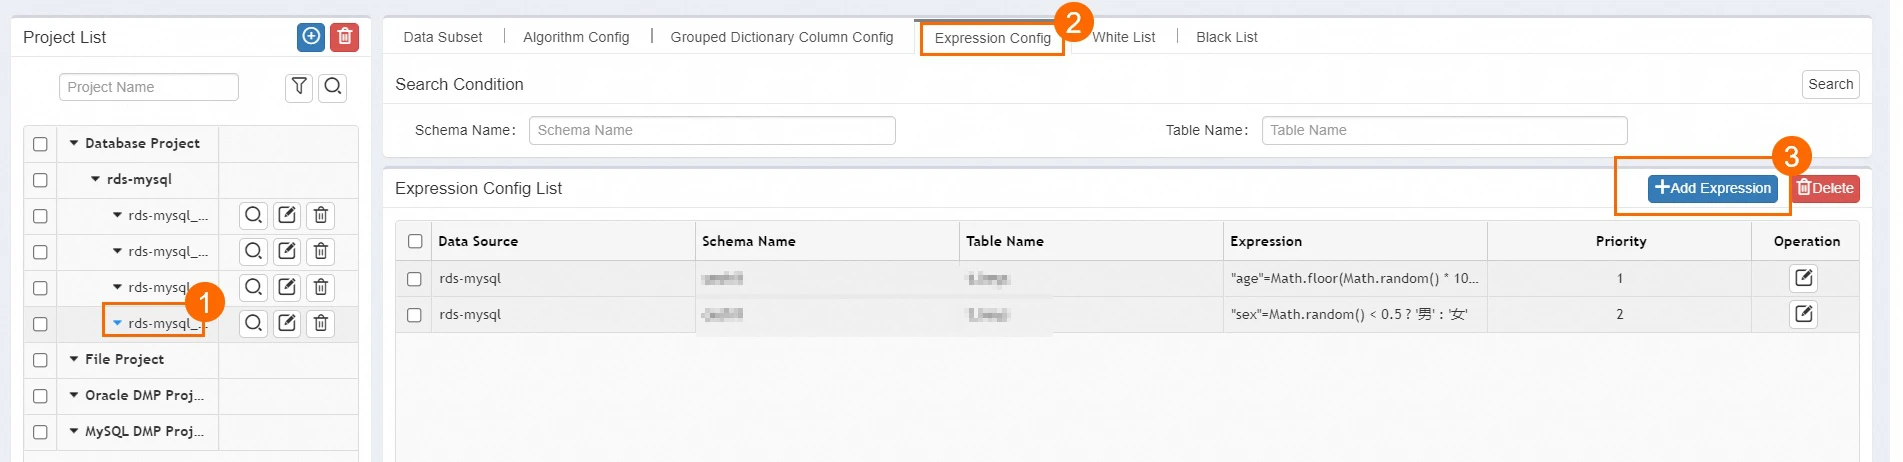 Project List
Project Name
Database Project
rds-mysql
rds-mysql_...
rds-mysql_...
rds-mysql_
1
rds-mysql_...
File Project
Oracle DMP Proj...
MySQL DMP Proj...
Data Subset | Algorithm Config | Grouped Dictionary Column Config Expression Config White List | Black List
2
Search Condition Search
Schema Name: Schema Name Table Name: Table Name
3
Expression Config List Add Expression Delete
Data Source Schema Name Table Name Expression Priority Operation
rds-mysql "age"=Math.floor(Math.random() * 10... 1
rds-mysql "sex"=Math.random() < 0.5 ? '男' : '女' 2